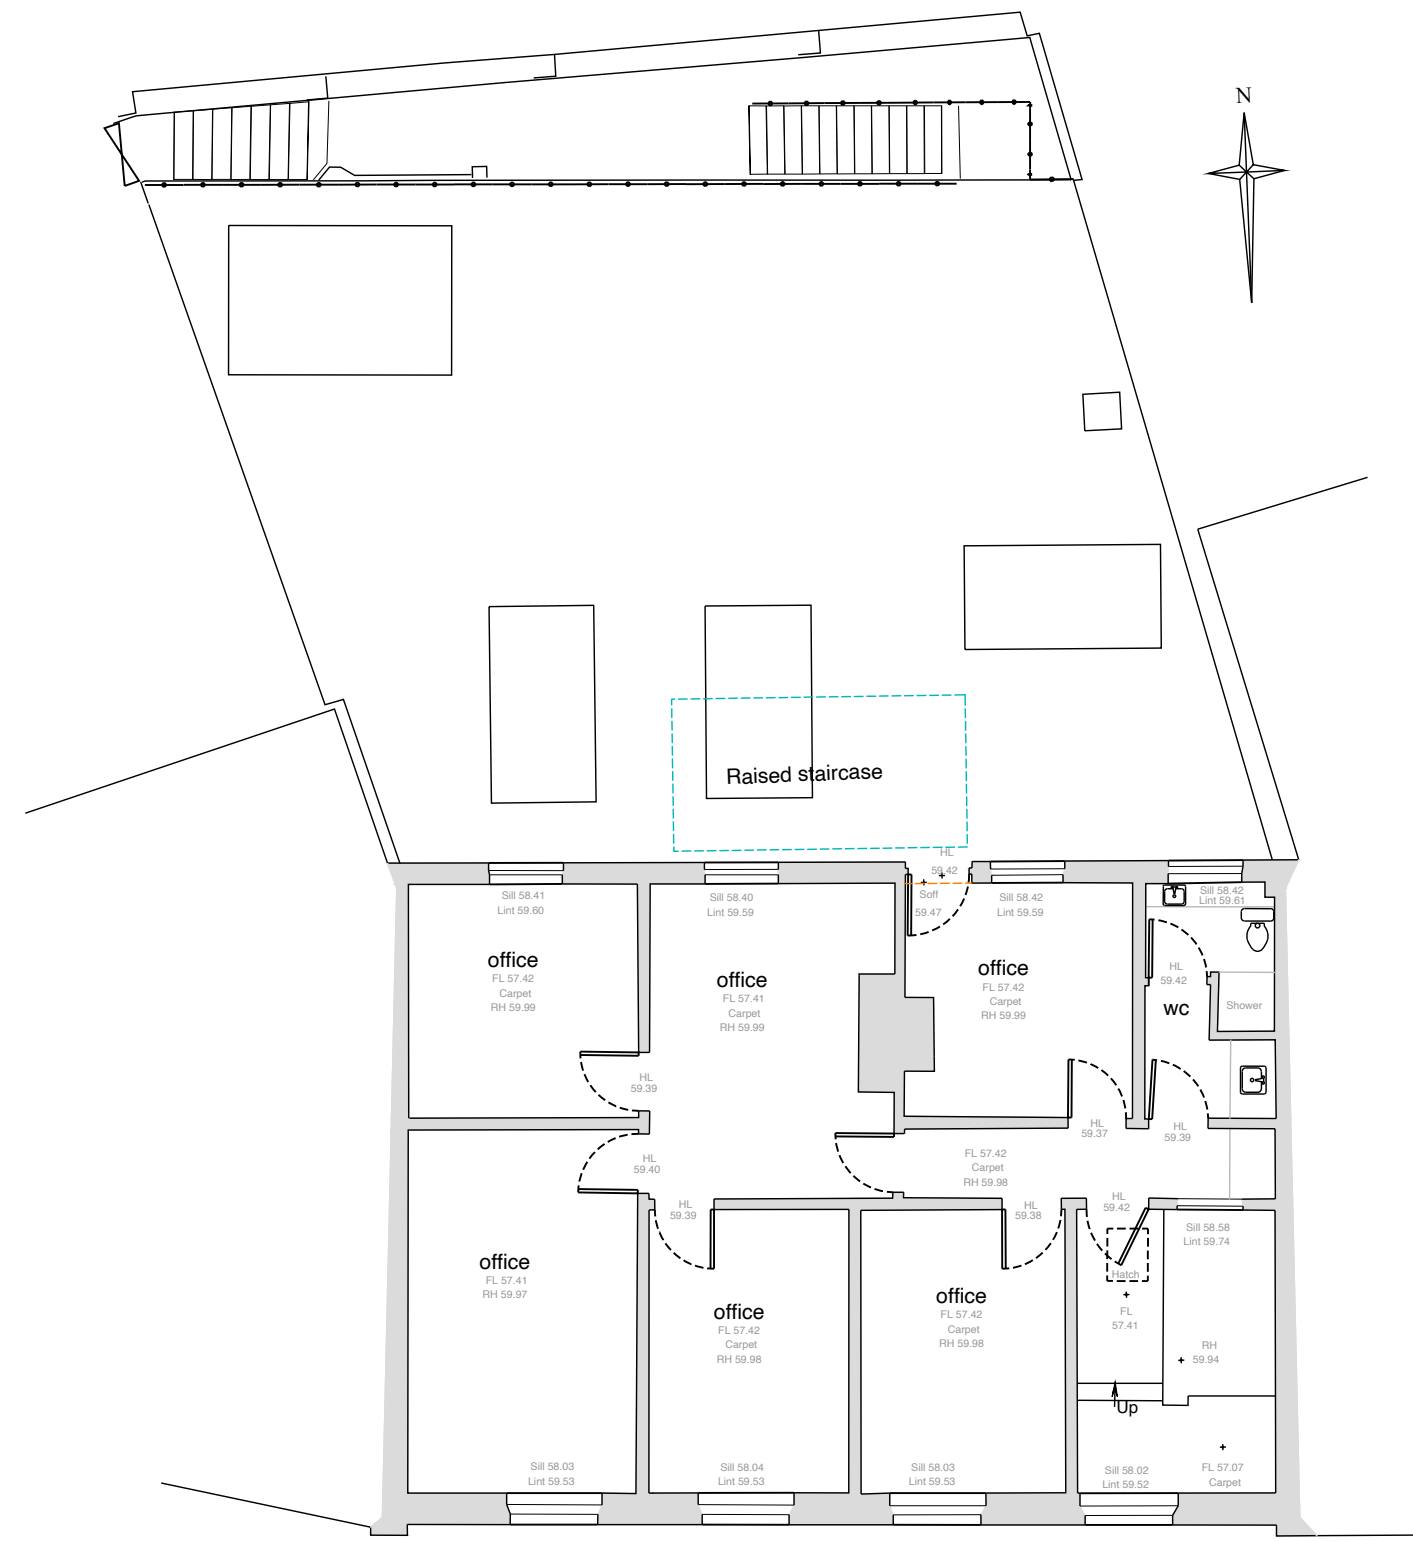 N
Raised staircase
HL
59.42
Soff
59.47
Sill 58.41
Lint 59.60
office
FL 57.42
Carpet
RH 59.99
Sill 58.40
Lint 59.59
office
FL 57.41
Carpet
RH 59.99
Sill 58.42
Lint 59.59
office
FL 57.42
Carpet
RH 59.99
Sill 58.42
Lint 59.61
HL
59.42
wc
Shower
HL
59.39
HL
59.40
HL
59.39
HL
59.37
HL
59.39
FL 57.42
Carpet
RH 59.98
HL
59.38
HL
59.42
office
FL 57.41
RH 59.97
Sill 58.03
Lint 59.53
office
FL 57.42
Carpet
RH 59.98
Sill 58.04
Lint 59.53
office
FL 57.42
Carpet
RH 59.98
Sill 58.03
Lint 59.53
Sill 58.58
Lint 59.74
Hatch
FL
57.41
RH
59.94
Up
Sill 58.02
Lint 59.52
FL 57.07
Carpet